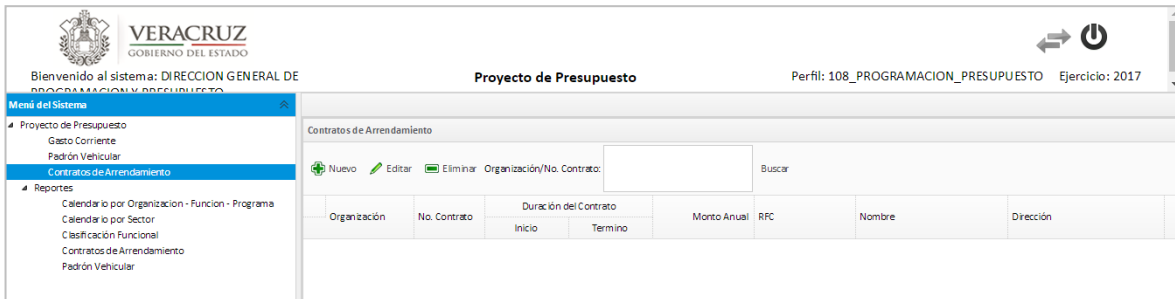 VERACRUZ
GOBIERNO DEL ESTADO
Bienvenido al sistema: DIRECCION GENERAL DE
PROGRAMACION Y PRESUPUESTO
Proyecto de Presupuesto
Perfil: 108_PROGRAMACION_PRESUPUESTO Ejercicio: 2017
Menú del Sistema
Proyecto de Presupuesto
Gasto Corriente
Padrón Vehicular
Contratos de Arrendamiento
Reportes
Calendario por Organizacion - Funcion - Programa
Calendario por Sector
Clasificación Funcional
Contratos de Arrendamiento
Padrón Vehicular
Contratos de Arrendamiento
Nuevo Editar Eliminar Organización/No. Contrato: Buscar
Organización No. Contrato Duración del Contrato Monto Anual RFC Nombre Dirección
Inicio Termino